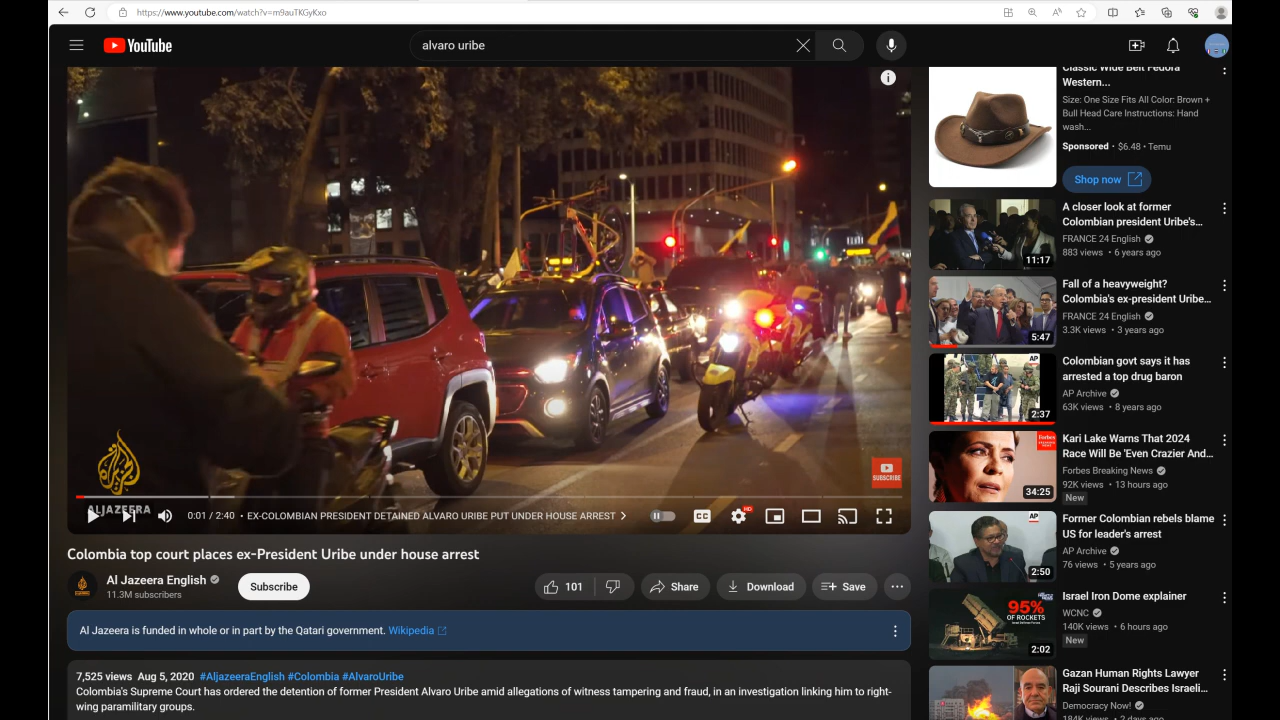 https://www.youtube.com/watch?v=m9auTKGyKxo
YouTube
alvaro uribe
ALJAZEERA
SUBSCRIBE
0:01 / 2:40 • EX-COLOMBIAN PRESIDENT DETAINED ALVARO URIBE PUT UNDER HOUSE ARREST
CC
HD
Colombia top court places ex-President Uribe under house arrest
Al Jazeera English
11.3M subscribers
Subscribe
101
Share
Download
Save
Al Jazeera is funded in whole or in part by the Qatari government. Wikipedia
7,525 views Aug 5, 2020 #AljazeeraEnglish #Colombia #AlvaroUribe
Colombia's Supreme Court has ordered the detention of former President Alvaro Uribe amid allegations of witness tampering and fraud, in an investigation linking him to right-
wing paramilitary groups.
Classic Wide Belt Fedora
Western...
Size: One Size Fits All Color: Brown +
Bull Head Care Instructions: Hand
wash...
Sponsored • $6.48 • Temu
Shop now
A closer look at former
Colombian president Uribe's...
FRANCE 24 English
883 views • 6 years ago
11:17
Fall of a heavyweight?
Colombia's ex-president Uribe...
FRANCE 24 English
3.3K views • 3 years ago
5:47
AP
Colombian govt says it has
arrested a top drug baron
AP Archive
63K views • 8 years ago
2:37
Forbes
Kari Lake Warns That 2024
Race Will Be 'Even Crazier And...
Forbes Breaking News
92K views • 13 hours ago
New
34:25
AP
Former Colombian rebels blame
US for leader's arrest
AP Archive
76 views • 5 years ago
2:50
95%
OF ROCKETS
Israel Iron Dome explainer
WCNC
140K views • 6 hours ago
New
2:02
Gazan Human Rights Lawyer
Raji Sourani Describes Israeli...
Democracy Now!
184K views • 2 days ago